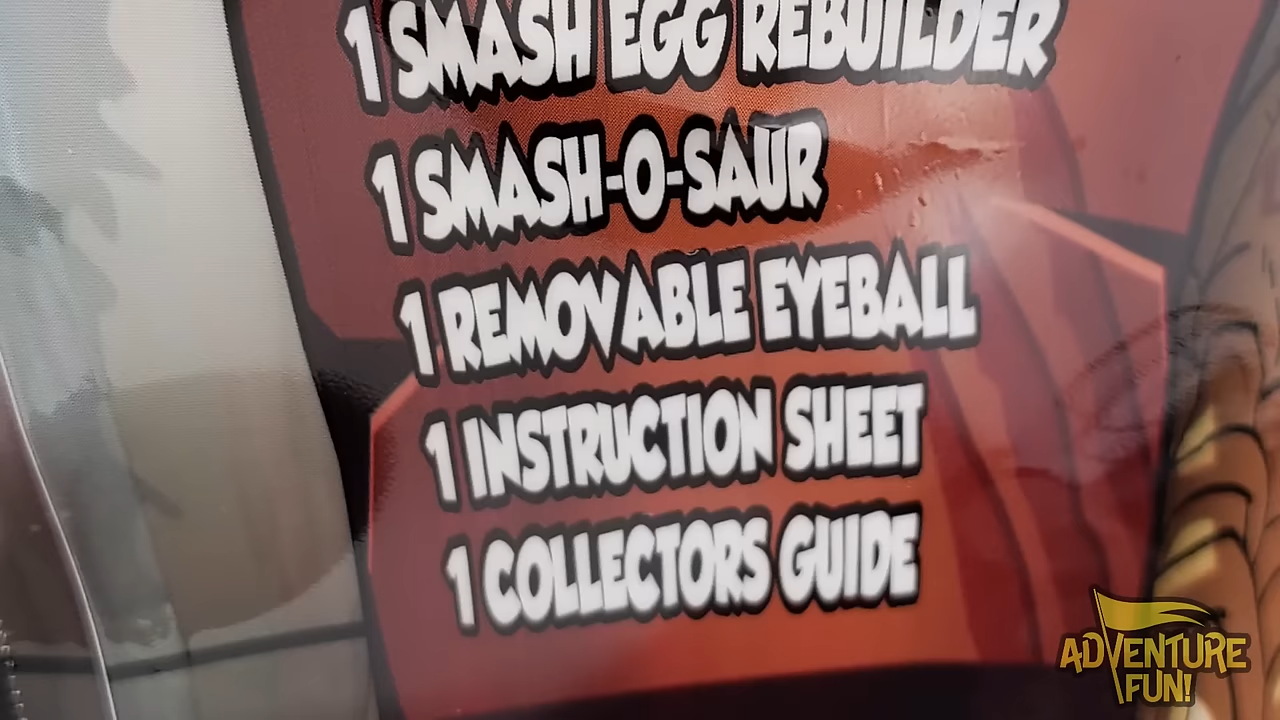 1 SMASH EGG REBUILDER
1 SMASH-O-SAUR
1 REMOVABLE EYEBALL
1 INSTRUCTION SHEET
1 COLLECTORS GUIDE
ADVENTURE
FUN!